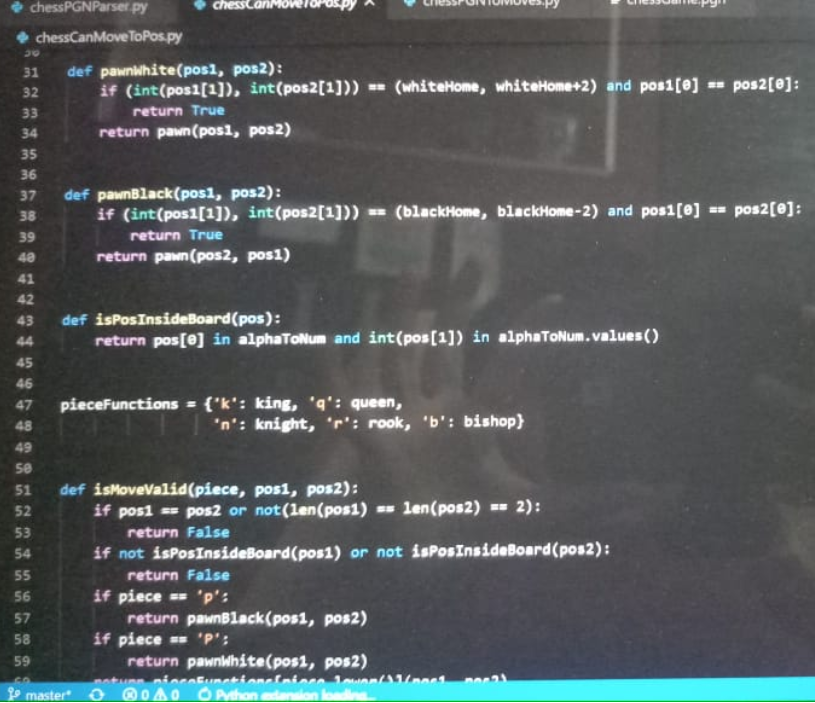 chessPGNParser.py chessCanMoveToPos.py × chessPGNToMoves.py chessGame.pgn
chessCanMoveToPos.py
30
31 def pawnWhite(pos1, pos2):
32 if (int(pos1[1]), int(pos2[1])) == (whiteHome, whiteHome+2) and pos1[0] == pos2[0]:
33 return True
34 return pawn(pos1, pos2)
35
36
37 def pawnBlack(pos1, pos2):
38 if (int(pos1[1]), int(pos2[1])) == (blackHome, blackHome-2) and pos1[0] == pos2[0]:
39 return True
40 return pawn(pos2, pos1)
41
42
43 def isPosInsideBoard(pos):
44 return pos[0] in alphaToNum and int(pos[1]) in alphaToNum.values()
45
46
47 pieceFunctions = {'k': king, 'q': queen,
48 'n': knight, 'r': rook, 'b': bishop}
49
50
51 def isMoveValid(piece, pos1, pos2):
52 if pos1 == pos2 or not(len(pos1) == len(pos2) == 2):
53 return False
54 if not isPosInsideBoard(pos1) or not isPosInsideBoard(pos2):
55 return False
56 if piece == 'p':
57 return pawnBlack(pos1, pos2)
58 if piece == 'P':
59 return pawnWhite(pos1, pos2)
60 return pieceFunctions[piece.lower()](pos1, pos2)
master* 0 0 Python extension loading...